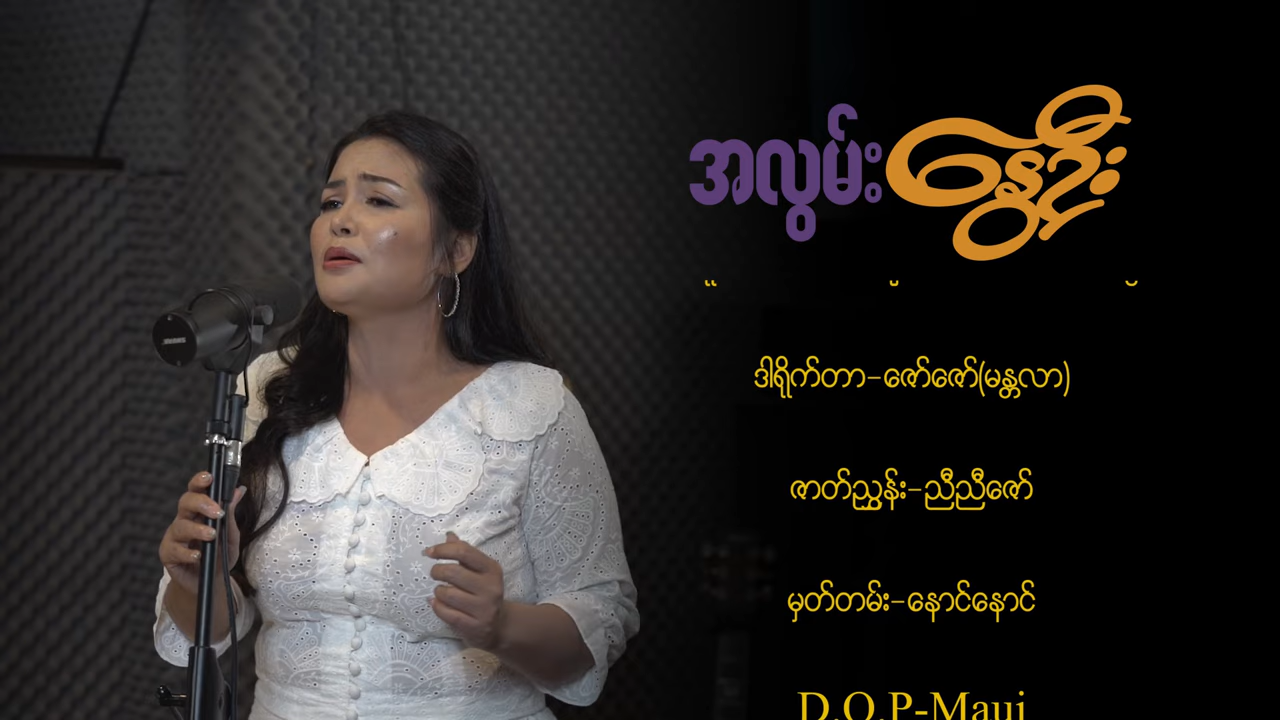 အလွမ်းနွေဦး
ဒါရိုက်တာ-ဇော်ဇော်(မန္တလာ)
ဇာတ်ညွှန်း-ညီညီဇော်
မှတ်တမ်း-နောင်နောင်
D.O.P-Maui